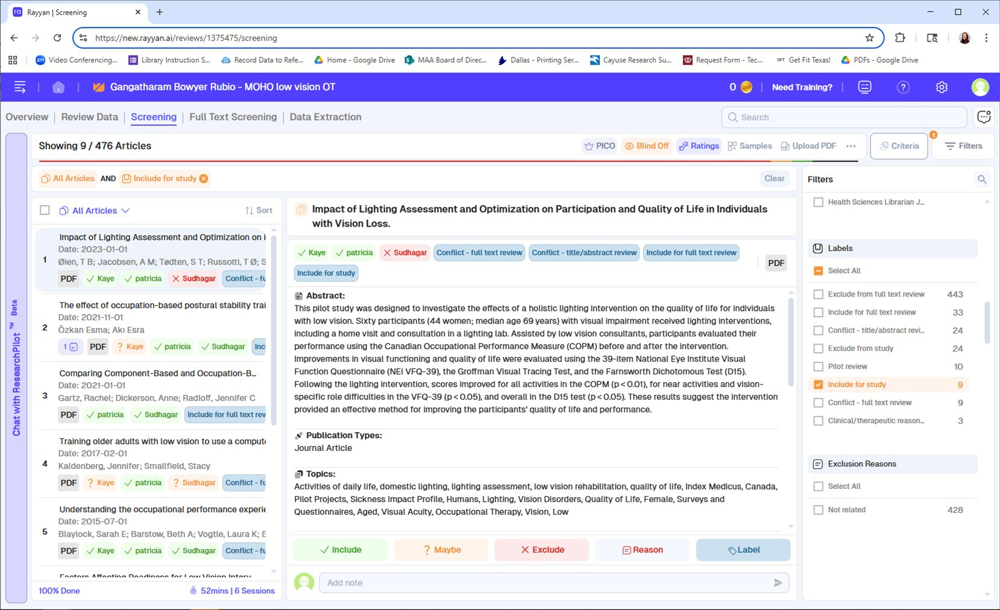 Rayyan | Screening
https://new.rayyan.ai/reviews/1375475/screening
Video Conferencing...
Library Instruction S...
Record Data to Refe...
Home - Google Drive
MAA Board of Direc...
Dallas - Printing Ser...
Cayuse Research Su...
Request Form - Tec...
GFT Get Fit Texas!
PDFs - Google Drive
Gangatharam Bowyer Rubio - MOHO low vision OT
0
Need Training?
Overview | Review Data | Screening | Full Text Screening | Data Extraction
Search
Chat with ResearchPilot ™ Beta
Showing 9 / 476 Articles
PICO
Blind Off
Ratings
Samples
Upload PDF
Criteria
1
Filters
All Articles AND Include for study
Clear
All Articles
Sort
1
Impact of Lighting Assessment and Optimization on
Date: 2023-01-01
Øien, T B; Jacobsen, A M; Tødten, S T; Russotti, T Ø; S
PDF Kaye patricia Sudhagar Conflict - fu
2
The effect of occupation-based postural stability trai
Date: 2021-11-01
Özkan Esma; Akı Esra
1 PDF ? Kaye patricia Sudhagar Inc
3
Comparing Component-Based and Occupation-B...
Date: 2021-01-01
Gartz, Rachel; Dickerson, Anne; Radloff, Jennifer C
PDF patricia Sudhagar Include for full text rev
4
Training older adults with low vision to use a compute
Date: 2017-02-01
Kaldenberg, Jennifer; Smallfield, Stacy
PDF ? Kaye patricia ? Sudhagar Conflict - fu
5
Understanding the occupational performance experie
Date: 2015-07-01
Blaylock, Sarah E; Barstow, Beth A; Vogtle, Laura K; E
PDF Kaye patricia Sudhagar Conflict - fu
Factors Affecting Readiness for Low Vision Interv
100% Done
52mins | 6 Sessions
Impact of Lighting Assessment and Optimization on Participation and Quality of Life in Individuals
with Vision Loss.
Kaye patricia Sudhagar Conflict - full text review Conflict - title/abstract review Include for full text review
Include for study
PDF
Abstract:
This pilot study was designed to investigate the effects of a holistic lighting intervention on the quality of life for individuals
with low vision. Sixty participants (44 women; median age 69 years) with visual impairment received lighting interventions,
including a home visit and consultation in a lighting lab. Assisted by low vision consultants, participants evaluated their
performance using the Canadian Occupational Performance Measure (COPM) before and after the intervention.
Improvements in visual functioning and quality of life were evaluated using the 39-item National Eye Institute Visual
Function Questionnaire (NEI VFQ-39), the Groffman Visual Tracing Test, and the Farnsworth Dichotomous Test (D15).
Following the lighting intervention, scores improved for all activities in the COPM (p < 0.01), for near activities and vision-
specific role difficulties in the VFQ-39 (p < 0.05), and overall in the D15 test (p < 0.05). These results suggest the intervention
provided an effective method for improving the participants' quality of life and performance.
Publication Types:
Journal Article
Topics:
Activities of daily life, domestic lighting, lighting assessment, low vision rehabilitation, quality of life, Index Medicus, Canada,
Pilot Projects, Sickness Impact Profile, Humans, Lighting, Vision Disorders, Quality of Life, Female, Surveys and
Questionnaires, Aged, Visual Acuity, Occupational Therapy, Vision, Low
Include
? Maybe
Exclude
Reason
Label
Add note
Filters
Health Sciences Librarian J...
Labels
Select All
Exclude from full text review 443
Include for full text review 33
Conflict - title/abstract revi... 24
Exclude from study 24
Pilot review 10
Include for study 9
Conflict - full text review 9
Clinical/therapeutic reason... 3
Exclusion Reasons
Select All
Not related 428